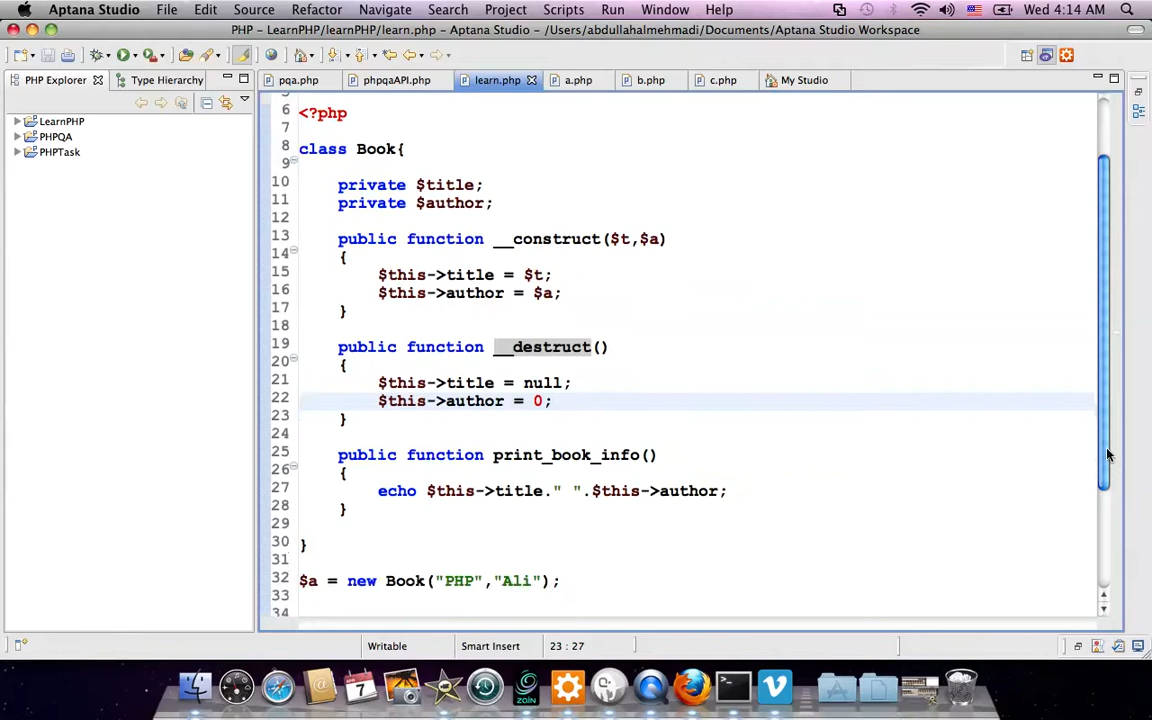 Aptana Studio File Edit Source Refactor Navigate Search Project Scripts Run Window Help Wed 4:14 AM
PHP - LearnPHP/learnPHP/learn.php - Aptana Studio - /Users/abdullahalmehmadi/Documents/Aptana Studio Workspace
PHP Explorer Type Hierarchy pqa.php phpqaAPI.php learn.php a.php b.php c.php My Studio
LearnPHP
PHPQA
PHPTask
6 <?php
7
8 class Book{
9
10 private $title;
11 private $author;
12
13 public function __construct($t,$a)
14 {
15 $this->title = $t;
16 $this->author = $a;
17 }
18
19 public function __destruct()
20 {
21 $this->title = null;
22 $this->author = 0;
23 }
24
25 public function print_book_info()
26 {
27 echo $this->title." ".$this->author;
28 }
29
30 }
31
32 $a = new Book("PHP","Ali");
33
34
Writable Smart Insert 23 : 27
7
zain